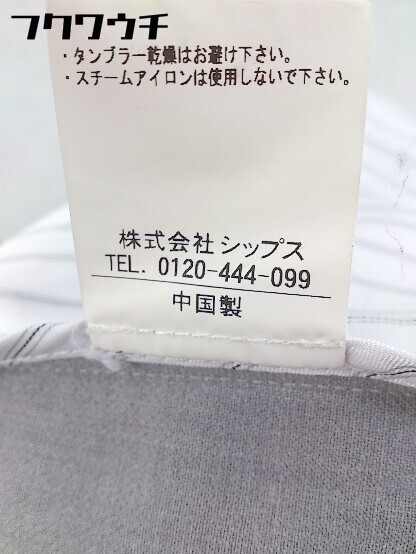 フクウチ
・タンブラー乾燥はお避け下さい。
・スチームアイロンは使用しないで下さい。
株式会社 シップス
TEL. 0120-444-099
中国製